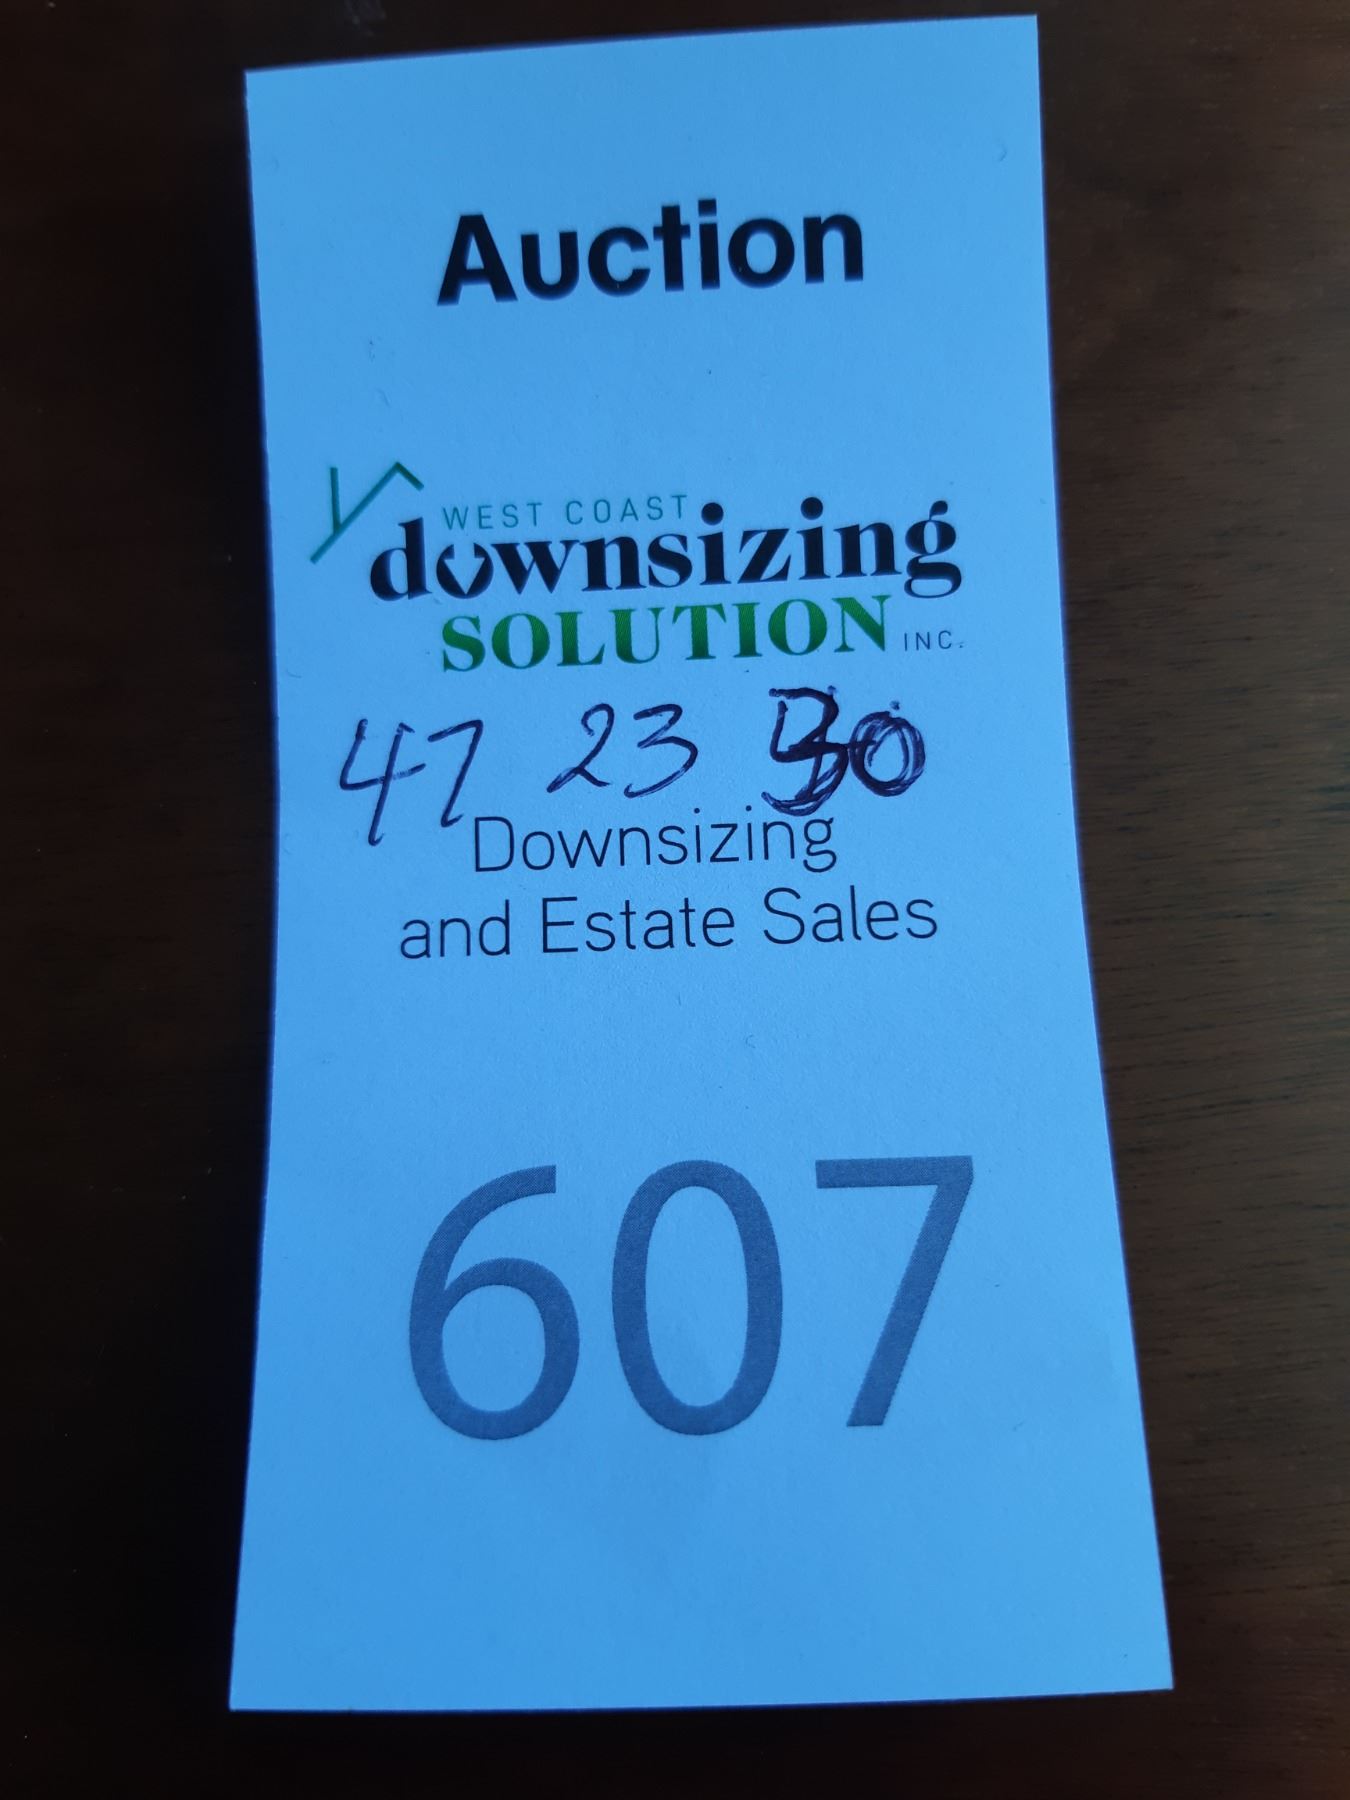 Auction
WEST COAST
downsizing
SOLUTION INC.
47 23 30
Downsizing
and Estate Sales
607